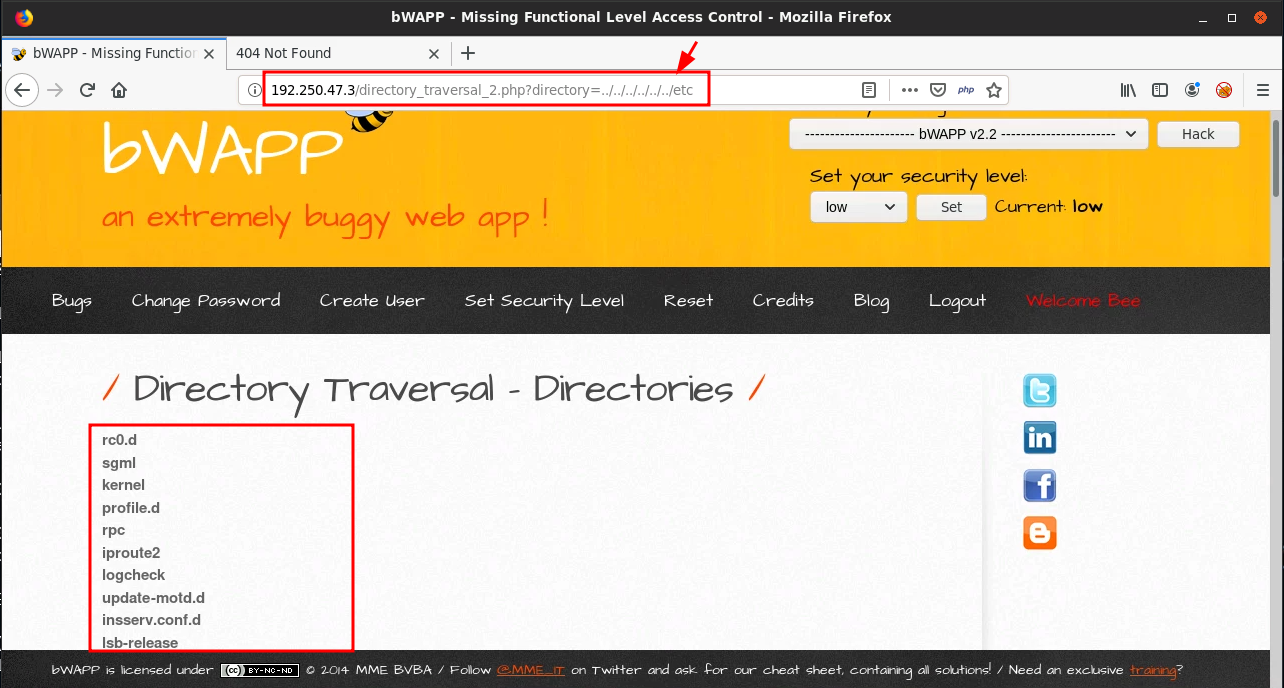 bWAPP - Missing Functional Level Access Control - Mozilla Firefox
bWAPP - Missing Function
404 Not Found
192.250.47.3/directory_traversal_2.php?directory=../../../../../../etc
php
bWAPP
an extremely buggy web app !
---------------------- bWAPP v2.2 -----------------------
Hack
Set your security level:
low
Set
Current: low
Bugs
Change Password
Create User
Set Security Level
Reset
Credits
Blog
Logout
Welcome Bee
/ Directory Traversal - Directories /
rc0.d
sgml
kernel
profile.d
rpc
iproute2
logcheck
update-motd.d
insserv.conf.d
lsb-release
bWAPP is licensed under (cc) BY-NC-ND © 2014 MME BVBA / Follow @MME_IT on Twitter and ask for our cheat sheet, containing all solutions! / Need an exclusive training?